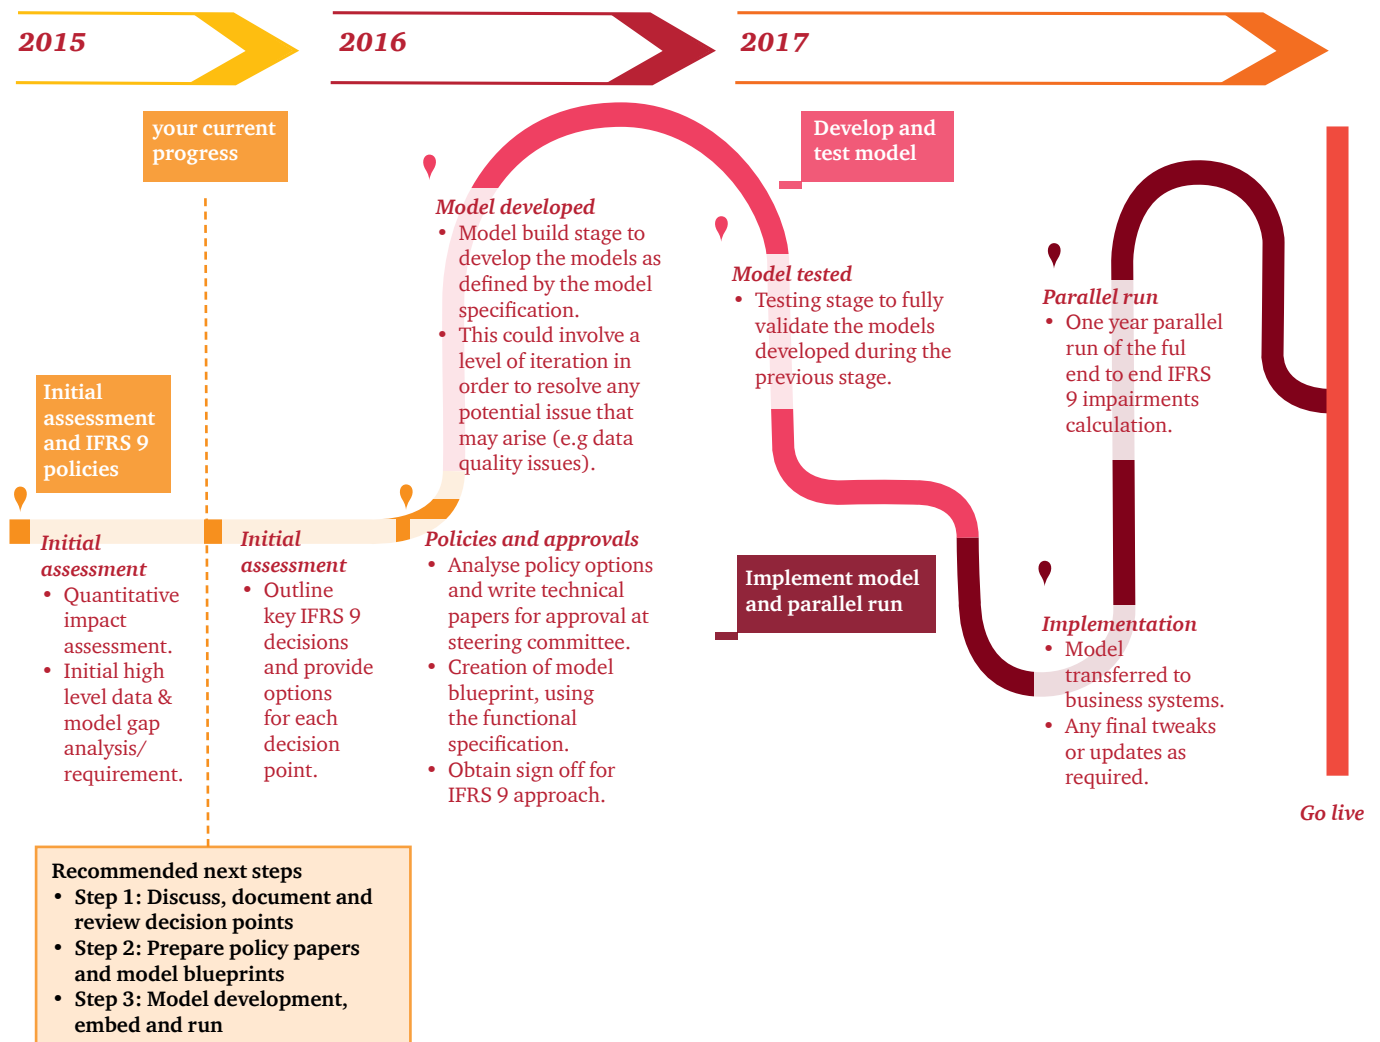 2015
2016
2017
your current
progress
Develop and
test model
Model developed
• Model build stage to
develop the models as
defined by the model
specification.
• This could involve a
level of iteration in
order to resolve any
potential issue that
may arise (e.g data
quality issues).
Model tested
• Testing stage to fully
validate the models
developed during the
previous stage.
Parallel run
• One year parallel
run of the ful
end to end IFRS
9 impairments
calculation.
Initial
assessment
and IFRS 9
policies
Initial
assessment
• Quantitative
impact
assessment.
• Initial high
level data &
model gap
analysis/
requirement.
Initial
assessment
• Outline
key IFRS 9
decisions
and provide
options
for each
decision
point.
Policies and approvals
• Analyse policy options
and write technical
papers for approval at
steering committee.
• Creation of model
blueprint, using
the functional
specification.
• Obtain sign off for
IFRS 9 approach.
Implement model
and parallel run
Implementation
• Model
transferred to
business systems.
• Any final tweaks
or updates as
required.
Go live
Recommended next steps
• Step 1: Discuss, document and
review decision points
• Step 2: Prepare policy papers
and model blueprints
• Step 3: Model development,
embed and run